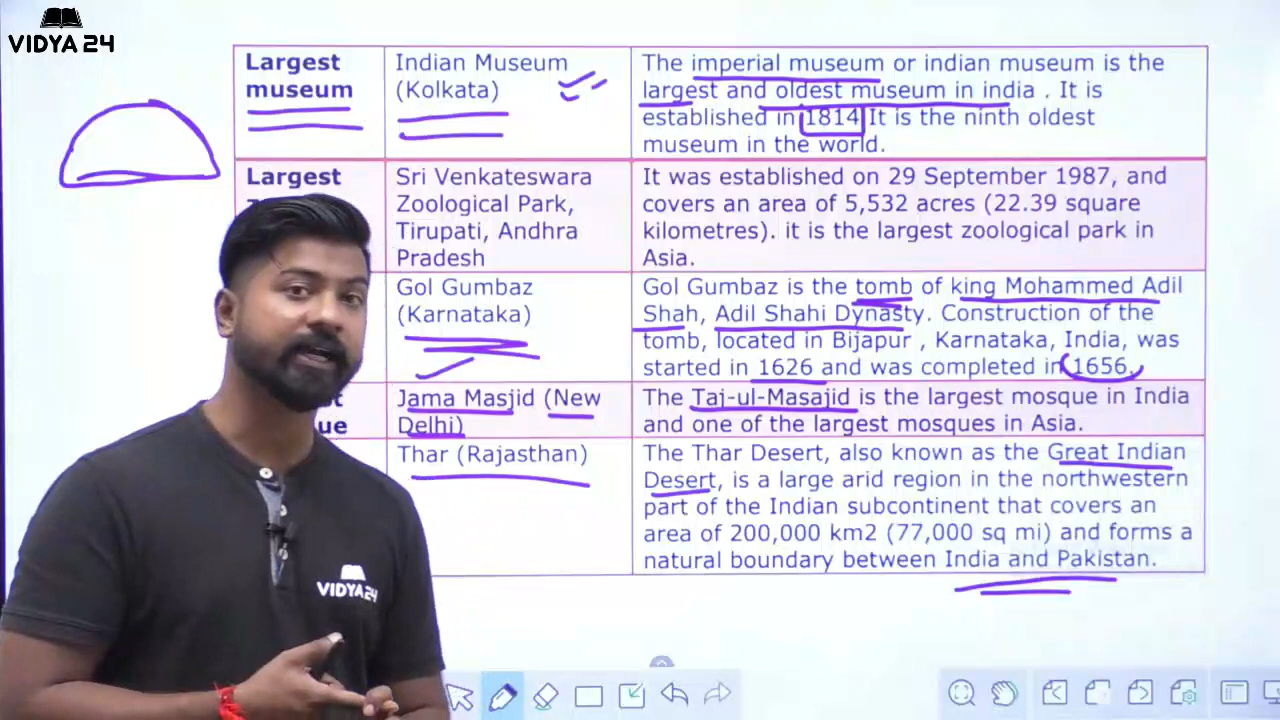 VIDYA 24
Largest
museum
Indian Museum
(Kolkata)
The imperial museum or indian museum is the
largest and oldest museum in india . It is
established in 1814 It is the ninth oldest
museum in the world.
Largest
Sri Venkateswara
Zoological Park,
Tirupati, Andhra
Pradesh
It was established on 29 September 1987, and
covers an area of 5,532 acres (22.39 square
kilometres). it is the largest zoological park in
Asia.
Gol Gumbaz
(Karnataka)
Gol Gumbaz is the tomb of king Mohammed Adil
Shah, Adil Shahi Dynasty. Construction of the
tomb, located in Bijapur , Karnataka, India, was
started in 1626 and was completed in 1656.
Jama Masjid (New
Delhi)
The Taj-ul-Masajid is the largest mosque in India
and one of the largest mosques in Asia.
Thar (Rajasthan)
The Thar Desert, also known as the Great Indian
Desert, is a large arid region in the northwestern
part of the Indian subcontinent that covers an
area of 200,000 km2 (77,000 sq mi) and forms a
natural boundary between India and Pakistan.
VIDYA 24